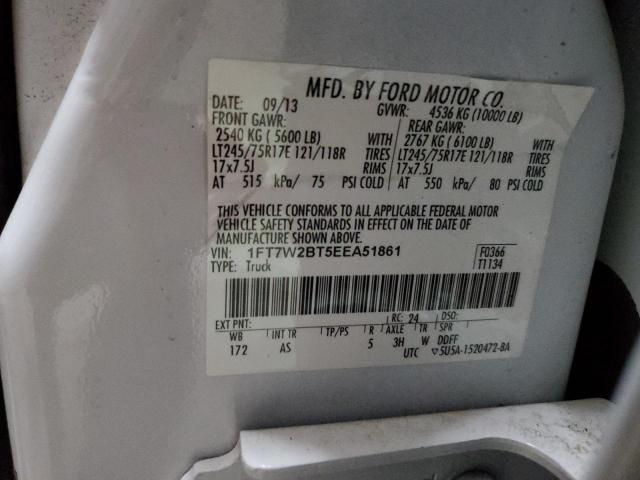 MFD. BY FORD MOTOR CO.
DATE: 09/13 GVWR: 4536 KG (10000 LB)
FRONT GAWR: REAR GAWR:
2540 KG ( 5600 LB) WITH 2767 KG ( 6100 LB) WITH
LT245/75R17E 121/118R TIRES LT245/75R17E 121/118R TIRES
17x7.5J RIMS 17x7.5J RIMS
AT 515 kPa/ 75 PSI COLD AT 550 kPa/ 80 PSI COLD
THIS VEHICLE CONFORMS TO ALL APPLICABLE FEDERAL MOTOR
VEHICLE SAFETY STANDARDS IN EFFECT ON THE DATE OF
MANUFACTURE SHOWN ABOVE.
VIN: 1FT7W2BT5EEA51861 F0366
TYPE: Truck T1134
EXT PNT: RC: 24 DSO:
WB INT TR TP/PS R AXLE TR SPR
172 AS 5 3H W DDFF
UTC ▽5U5A-1520472-BA